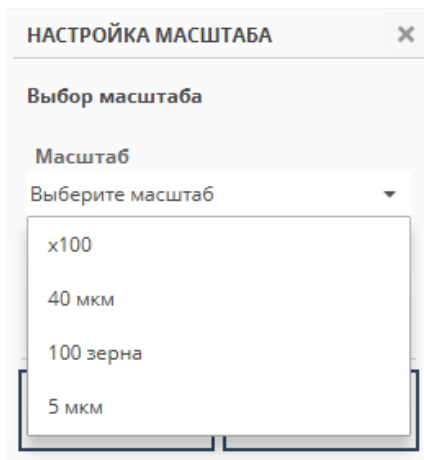 НАСТРОЙКА МАСШТАБА
Выбор масштаба
Масштаб
Выберите масштаб
x100
40 мкм
100 зерна
5 мкм